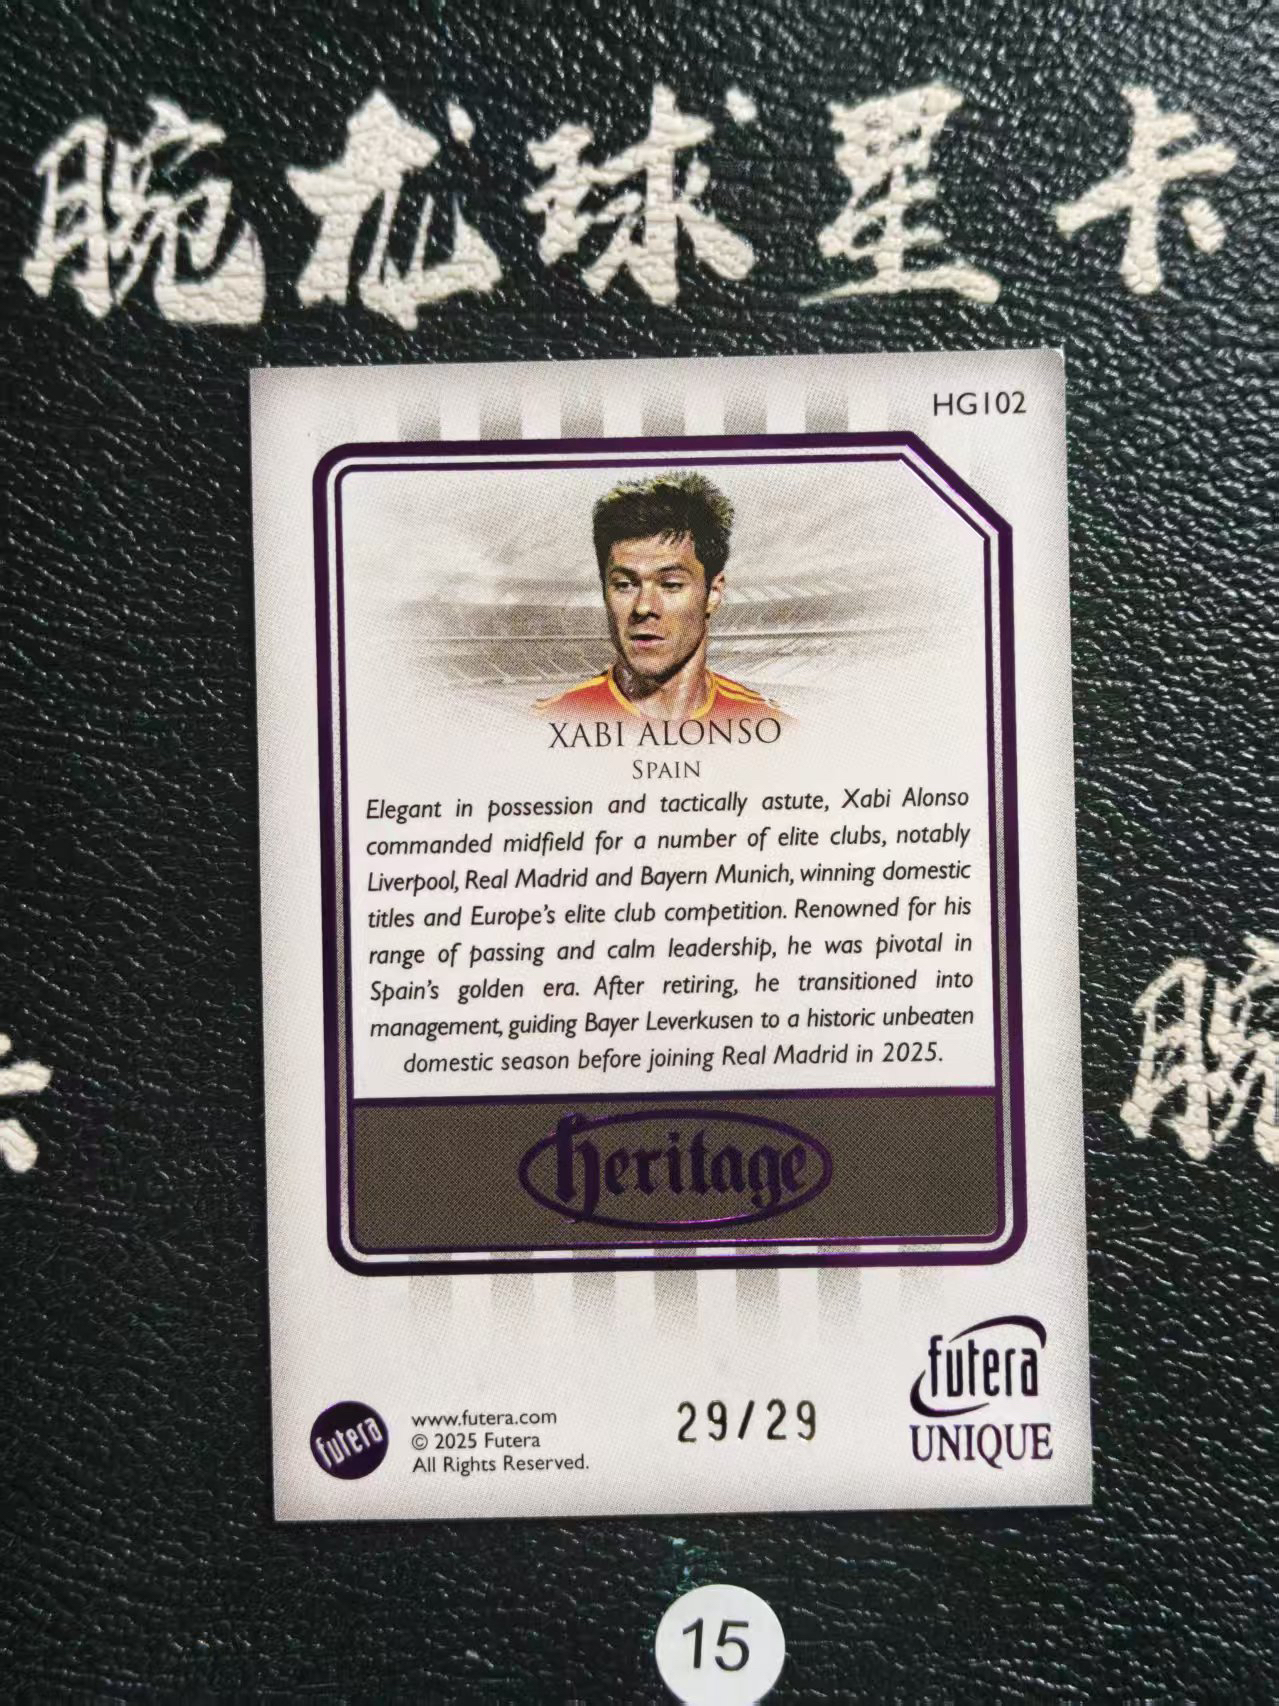 腕龙球星卡
HG102
XABI ALONSO
SPAIN
Elegant in possession and tactically astute, Xabi Alonso
commanded midfield for a number of elite clubs, notably
Liverpool, Real Madrid and Bayern Munich, winning domestic
titles and Europe's elite club competition. Renowned for his
range of passing and calm leadership, he was pivotal in
Spain's golden era. After retiring, he transitioned into
management, guiding Bayer Leverkusen to a historic unbeaten
domestic season before joining Real Madrid in 2025.
卡
腕
heritage
futera
UNIQUE
futera
www.futera.com
© 2025 Futera
All Rights Reserved.
29/29
15